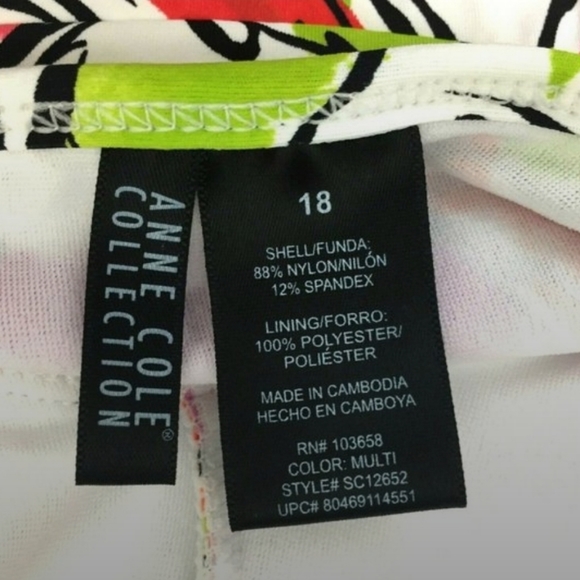 ANNE COLE®
COLLECTION
18
SHELL/FUNDA:
88% NYLON/NILÓN
12% SPANDEX
LINING/FORRO:
100% POLYESTER/
POLIÉSTER
MADE IN CAMBODIA
HECHO EN CAMBOYA
RN# 103658
COLOR: MULTI
STYLE# SC12652
UPC# 80469114551